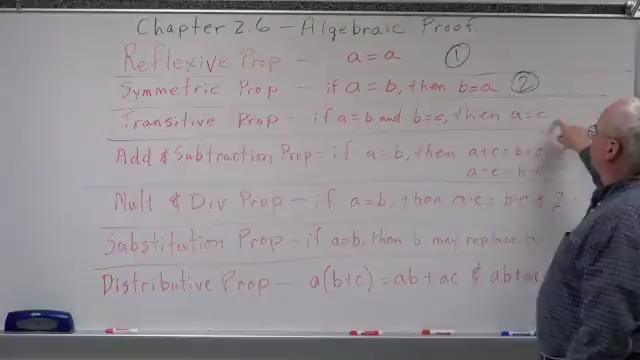 Chapter 2.6 - Algebraic Proof.
Reflexive Prop - a = a ①
Symmetric Prop - if a = b, then b = a ②
Transitive Prop - if a = b and b = c, then a = c
Add & Subtraction Prop - if a = b, then a + c = b + c
a - c = b - c
Mult & Div Prop - if a = b, then a · c = b · c & a/c
Substitution Prop - if a = b, then b may replace
Distributive Prop - a(b+c) = ab + ac & ab + ac